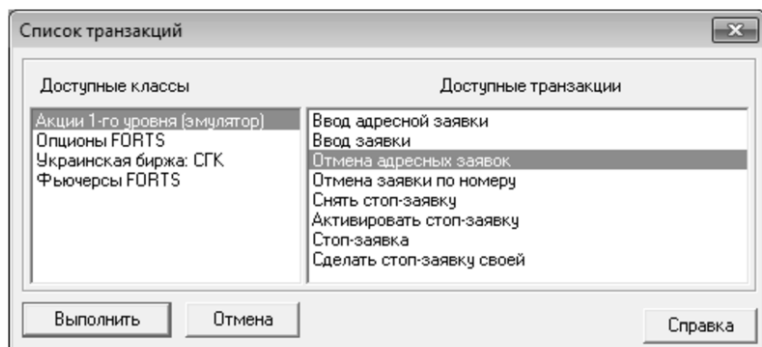 Список транзакций
Доступные классы
Доступные транзакции
Акции 1-го уровня (эмулятор)
Опционы FORTS
Украинская биржа: СГК
Фьючерсы FORTS
Ввод адресной заявки
Ввод заявки
Отмена адресных заявок
Отмена заявки по номеру
Снять стоп-заявку
Активировать стоп-заявку
Стоп-заявка
Сделать стоп-заявку своей
Выполнить
Отмена
Справка